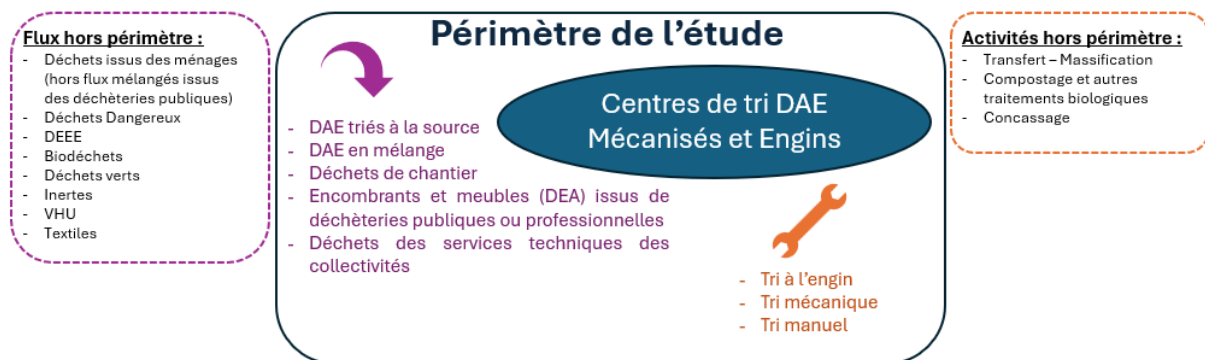 Flux hors périmètre :
- Déchets issus des ménages
(hors flux mélangés issus
des déchèteries publiques)
- Déchets Dangereux
- DEEE
- Biodéchets
- Déchets verts
- Inertes
- VHU
- Textiles
Périmètre de l'étude
Centres de tri DAE
Mécanisés et Engins
- DAE triés à la source
- DAE en mélange
- Déchets de chantier
- Encombrants et meubles (DEA) issus de
déchèteries publiques ou professionnelles
- Déchets des services techniques des
collectivités
- Tri à l'engin
- Tri mécanique
- Tri manuel
Activités hors périmètre :
- Transfert – Massification
- Compostage et autres
traitements biologiques
- Concassage